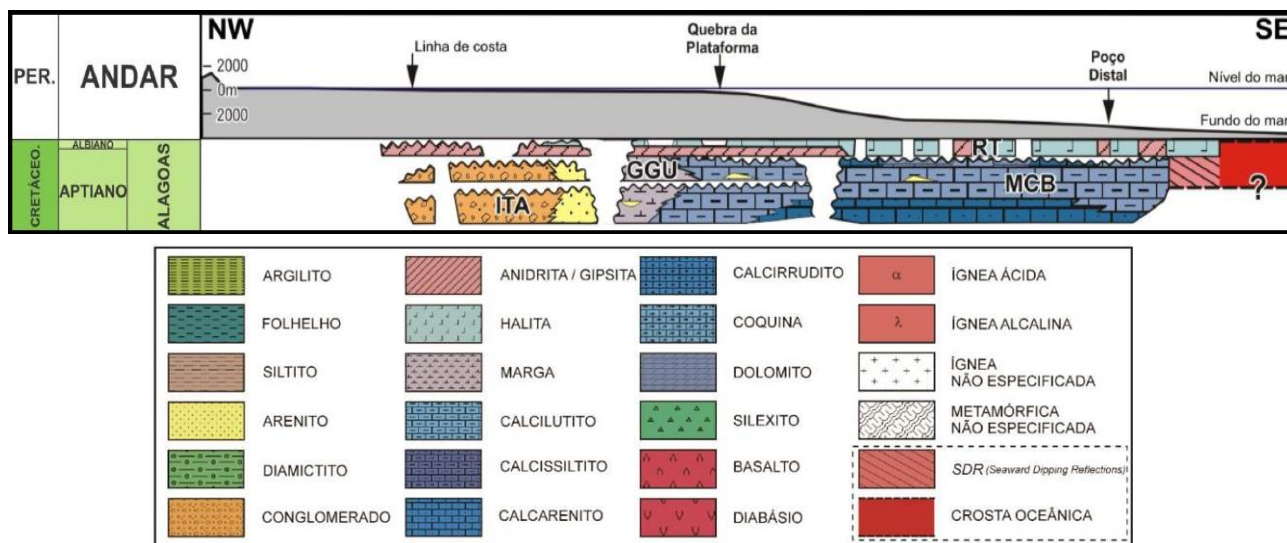 NW
SE
PER.
ANDAR
2000
0m
2000
Linha de costa
Quebra da
Plataforma
Poço
Distal
Nível do mar
Fundo do mar
CRETÁCEO.
ALBIANO
APTIANO
ALAGOAS
ITA
GGU
MCB
RT
?
ARGILITO
FOLHELHO
SILTITO
ARENITO
DIAMICTITO
CONGLOMERADO
ANIDRITA / GIPSITA
HALITA
MARGA
CALCILUTITO
CALCISSILTITO
CALCARENITO
CALCIRRUDITO
COQUINA
DOLOMITO
SILEXITO
BASALTO
DIABÁSIO
α
ÍGNEA ÁCIDA
λ
ÍGNEA ALCALINA
ÍGNEA
NÃO ESPECIFICADA
METAMÓRFICA
NÃO ESPECIFICADA
SDR (Seaward Dipping Reflections)
CROSTA OCEÂNICA